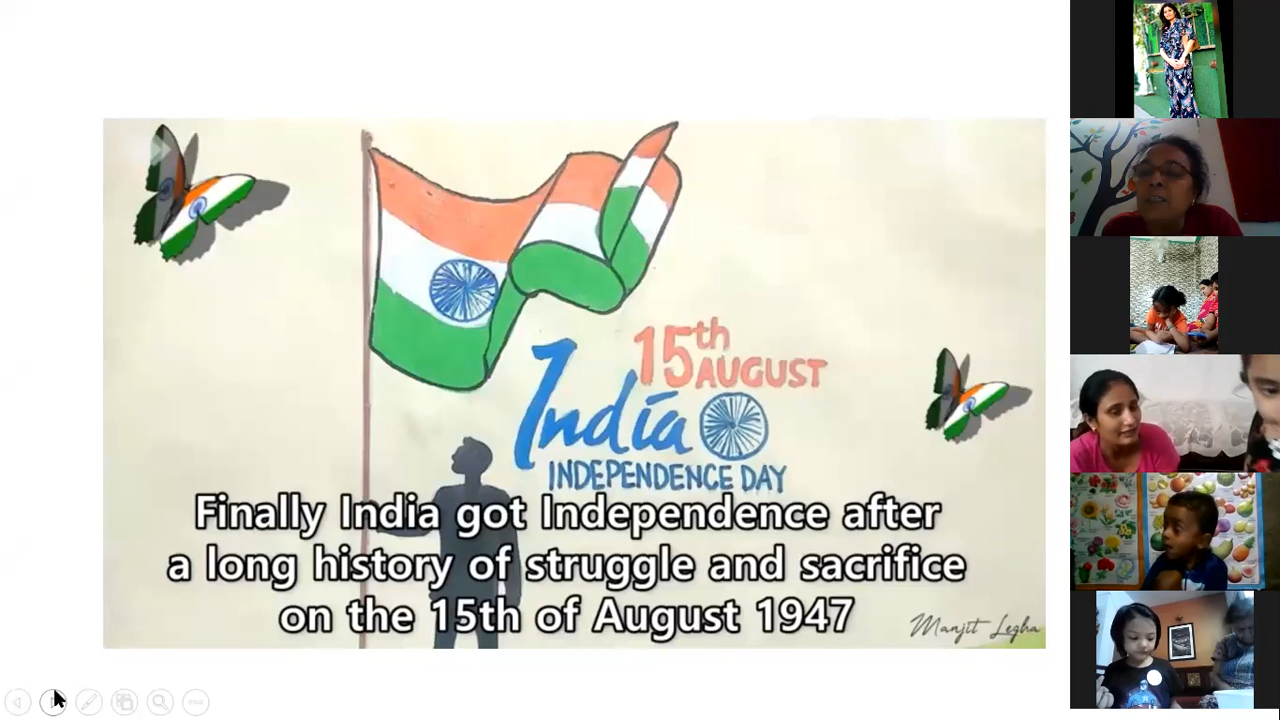 15th
AUGUST
India
INDEPENDENCE DAY
Finally India got Independence after
a long history of struggle and sacrifice
on the 15th of August 1947
Manjit Legha